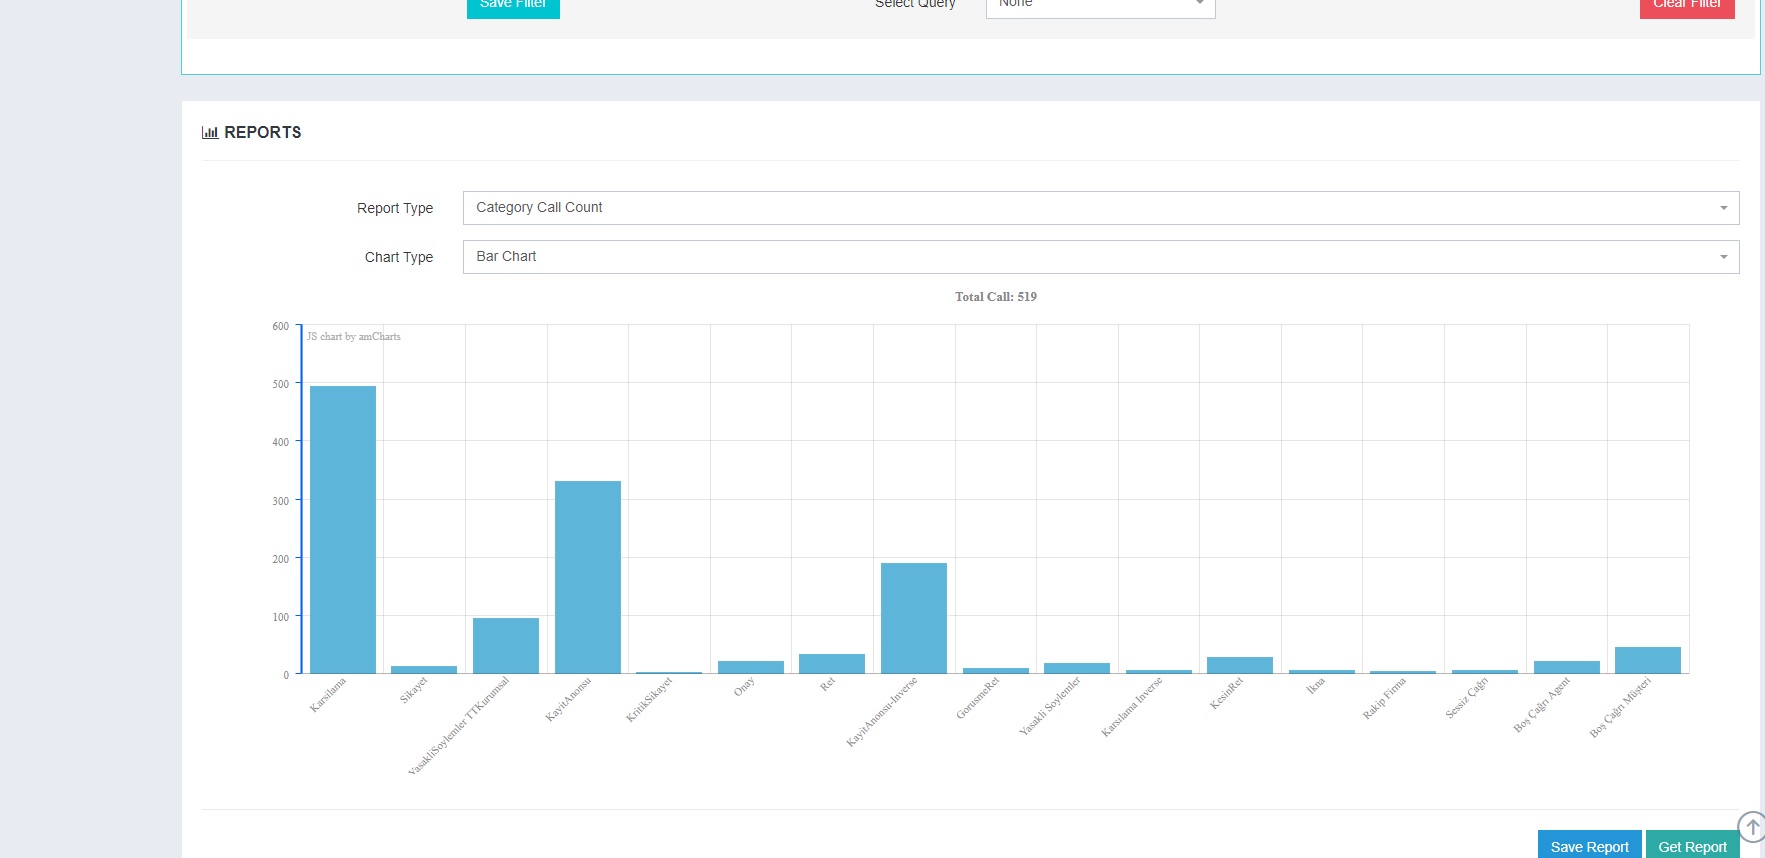 Save Filter
Select Query
None
Clear Filter
REPORTS
Report Type
Category Call Count
Chart Type
Bar Chart
Total Call: 519
JS chart by amCharts
600
500
400
300
200
100
0
Karsilama
Sikayet
YasakliSoylemler TTKurumsal
KayitAnonsu
KritikSikayet
Onay
Ret
KayitAnonsu-Inverse
GorusmeRet
Yasakli Soylemler
Karsılama Inverse
KesinRet
İkna
Rakip Firma
Sessiz Çağrı
Boş Çağrı Agent
Boş Çağrı Müşteri
Save Report
Get Report